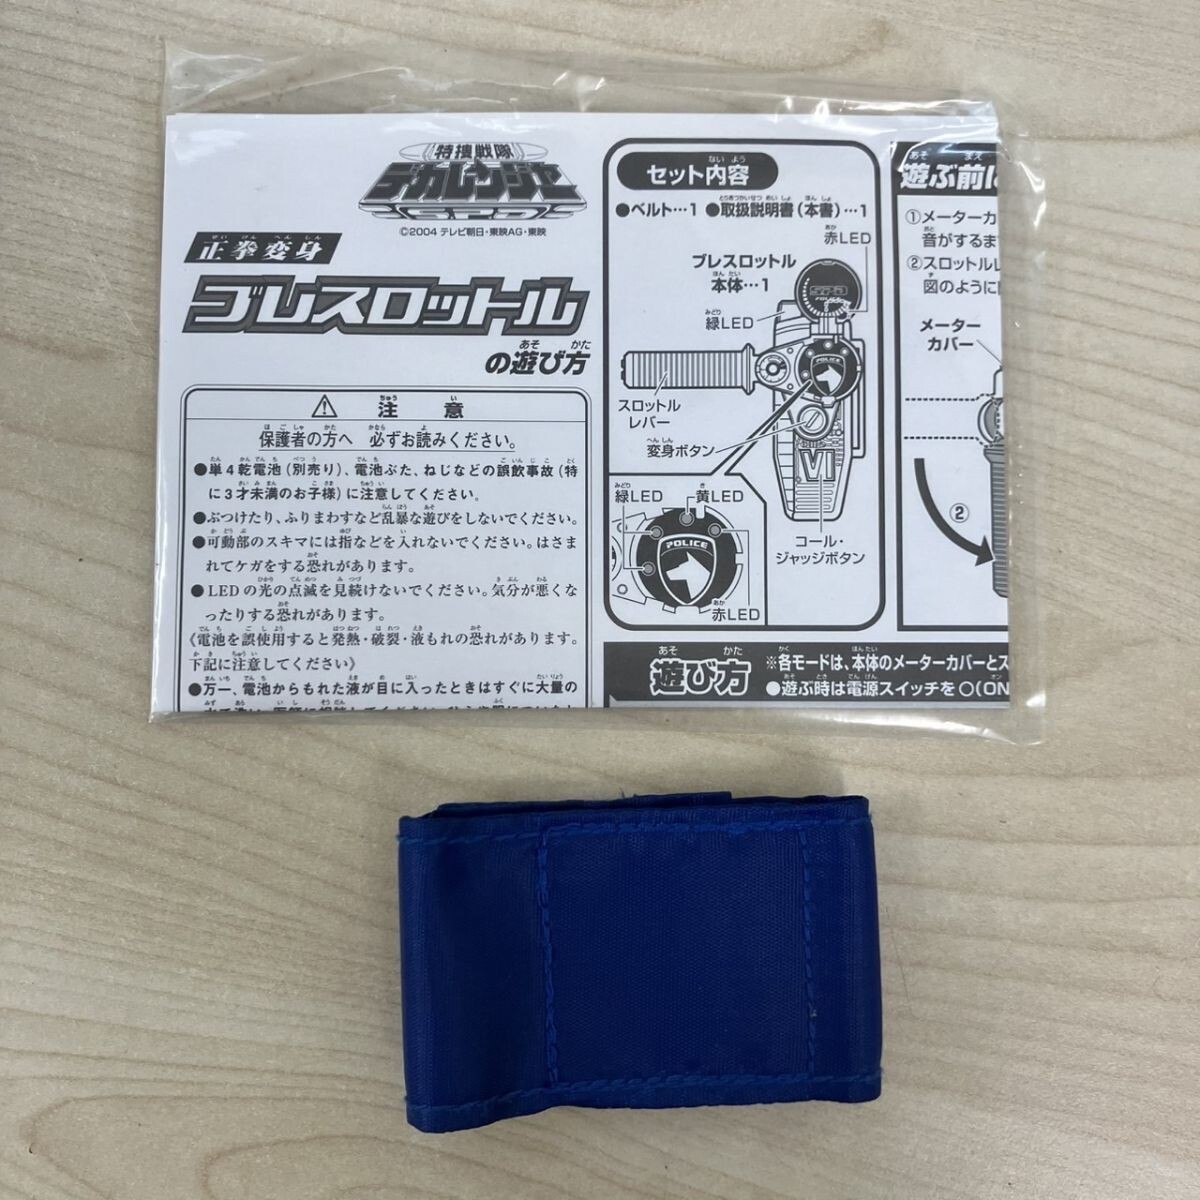 特捜戦隊
デカレンジャー
SPD
©2004 テレビ朝日・東映AG・東映
正拳変身
ブレスロットル
の遊び方
⚠ 注意
保護者の方へ 必ずお読みください。
●単4乾電池(別売り)、電池ぶた、ねじなどの誤飲事故(特
に3才未満のお子様)に注意してください。
●ぶつけたり、ふりまわすなど乱暴な遊びをしないでください。
●可動部のスキマには指などを入れないでください。はさま
れてケガをする恐れがあります。
●LEDの光の点滅を見続けないでください。気分が悪くな
ったりする恐れがあります。
《電池を誤使用すると発熱・破裂・液もれの恐れがあります。
下記に注意してください》
●万一、電池からもれた液が目に入ったときはすぐに大量の
セット内容
●ベルト…1 ●取扱説明書(本書)…1
赤LED
ブレスロットル
本体…1
緑LED
SPD
POLICE
スロットル
レバー
変身ボタン
VI
緑LED
黄LED
POLICE
赤LED
コール・
ジャッジボタン
遊ぶ前に
①メーターカ
音がするま
②スロットルレ
図のように
メーター
カバー
②
遊び方
※各モードは、本体のメーターカバーとス
●遊ぶ時は電源スイッチを○(ON